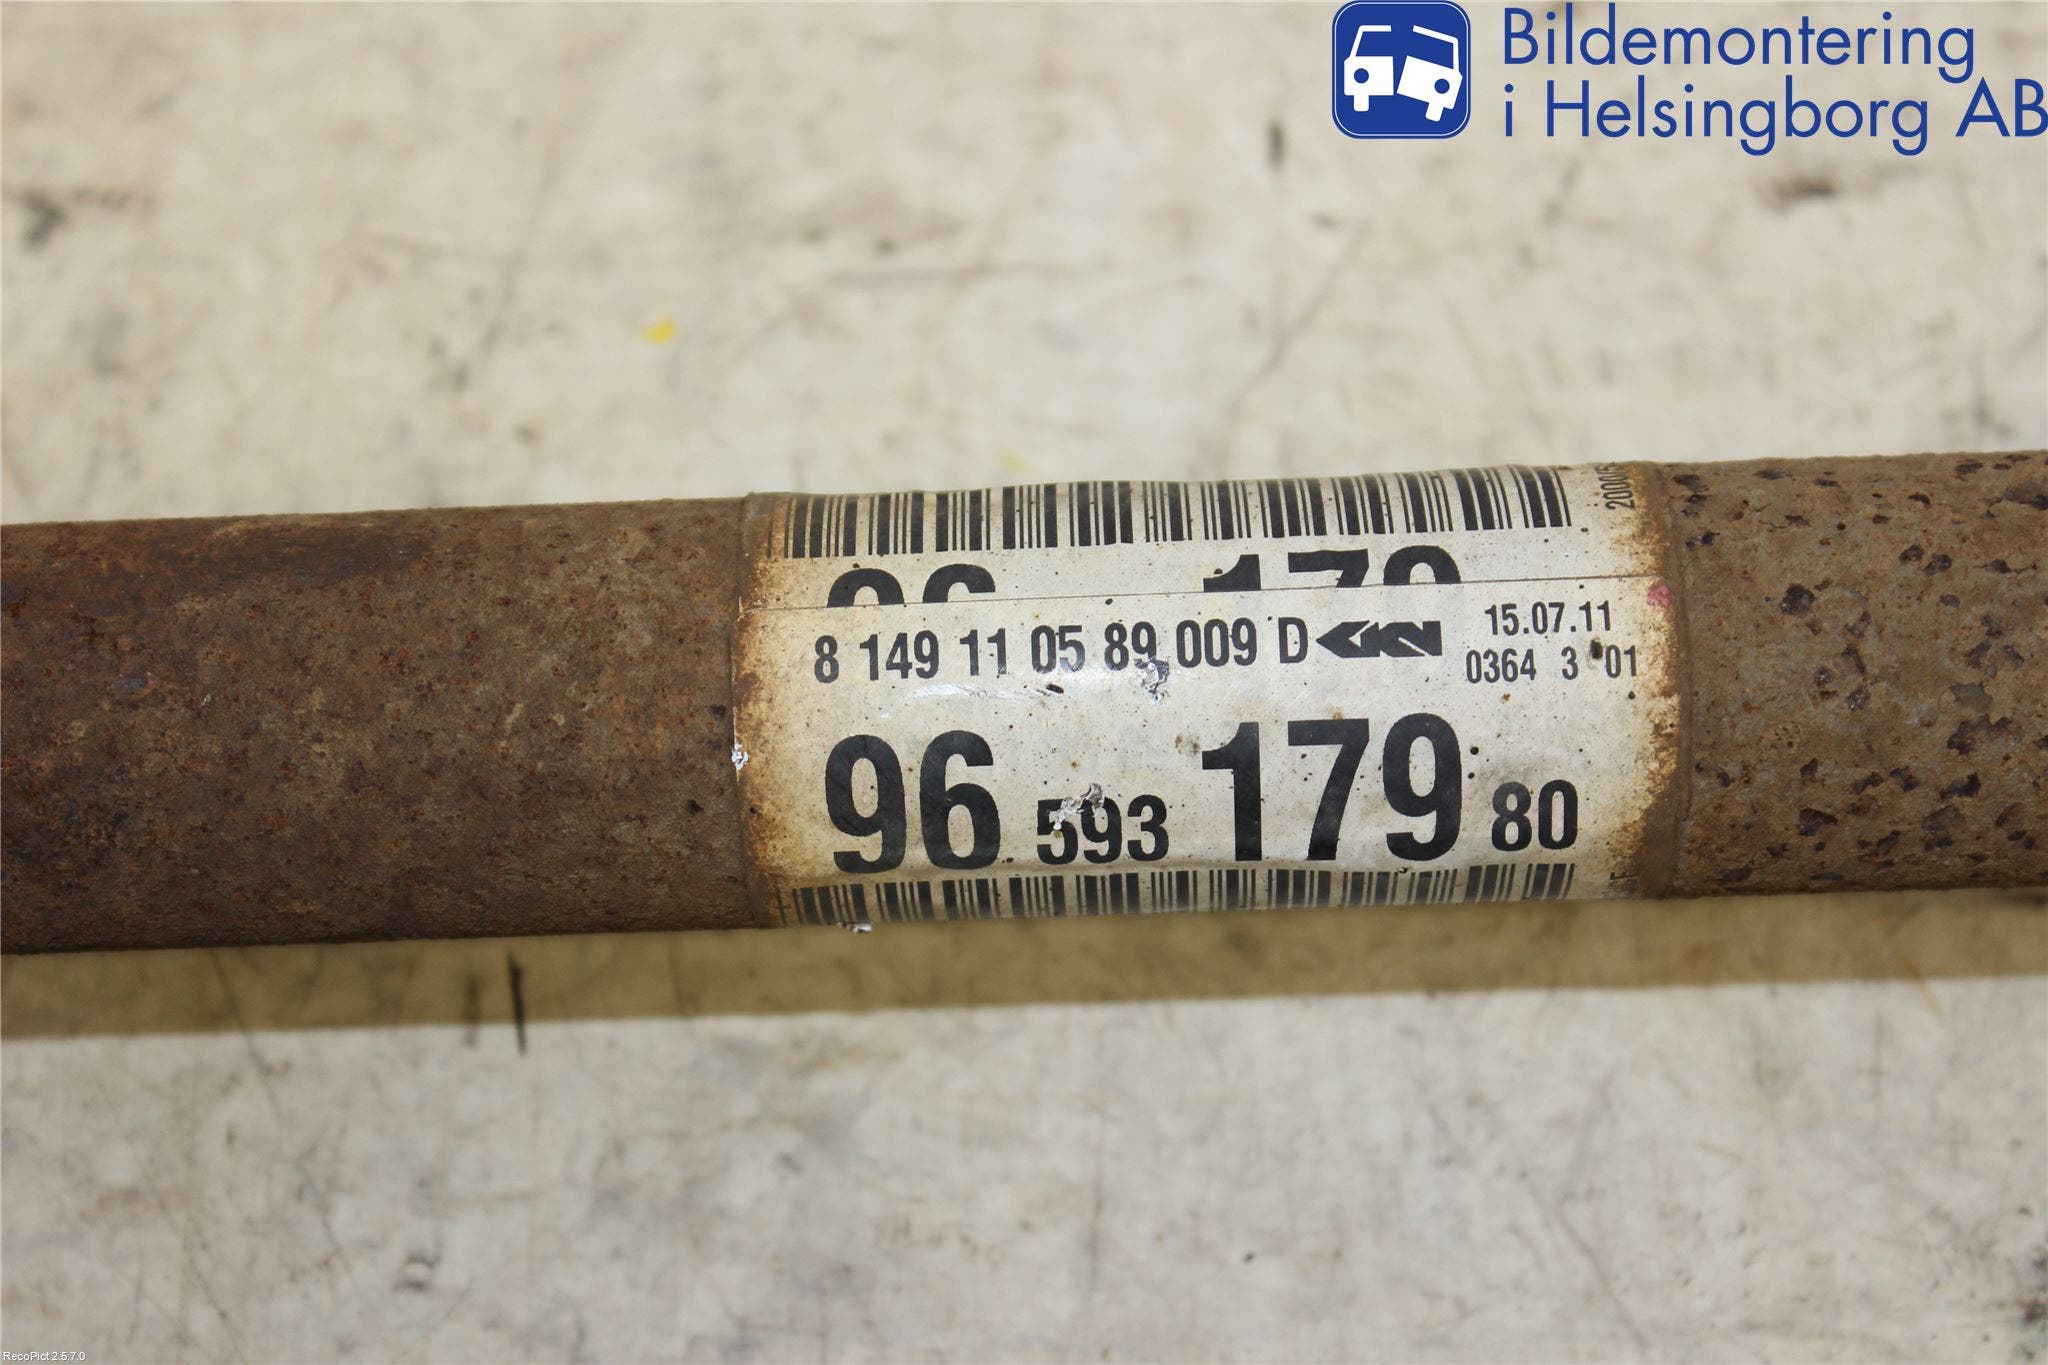 Bildemontering
i Helsingborg AB
8 149 11 05 89 009 D GKN 15.07.11
0364 3 01
96 593 179 80
RecoPict 2.5.7.0